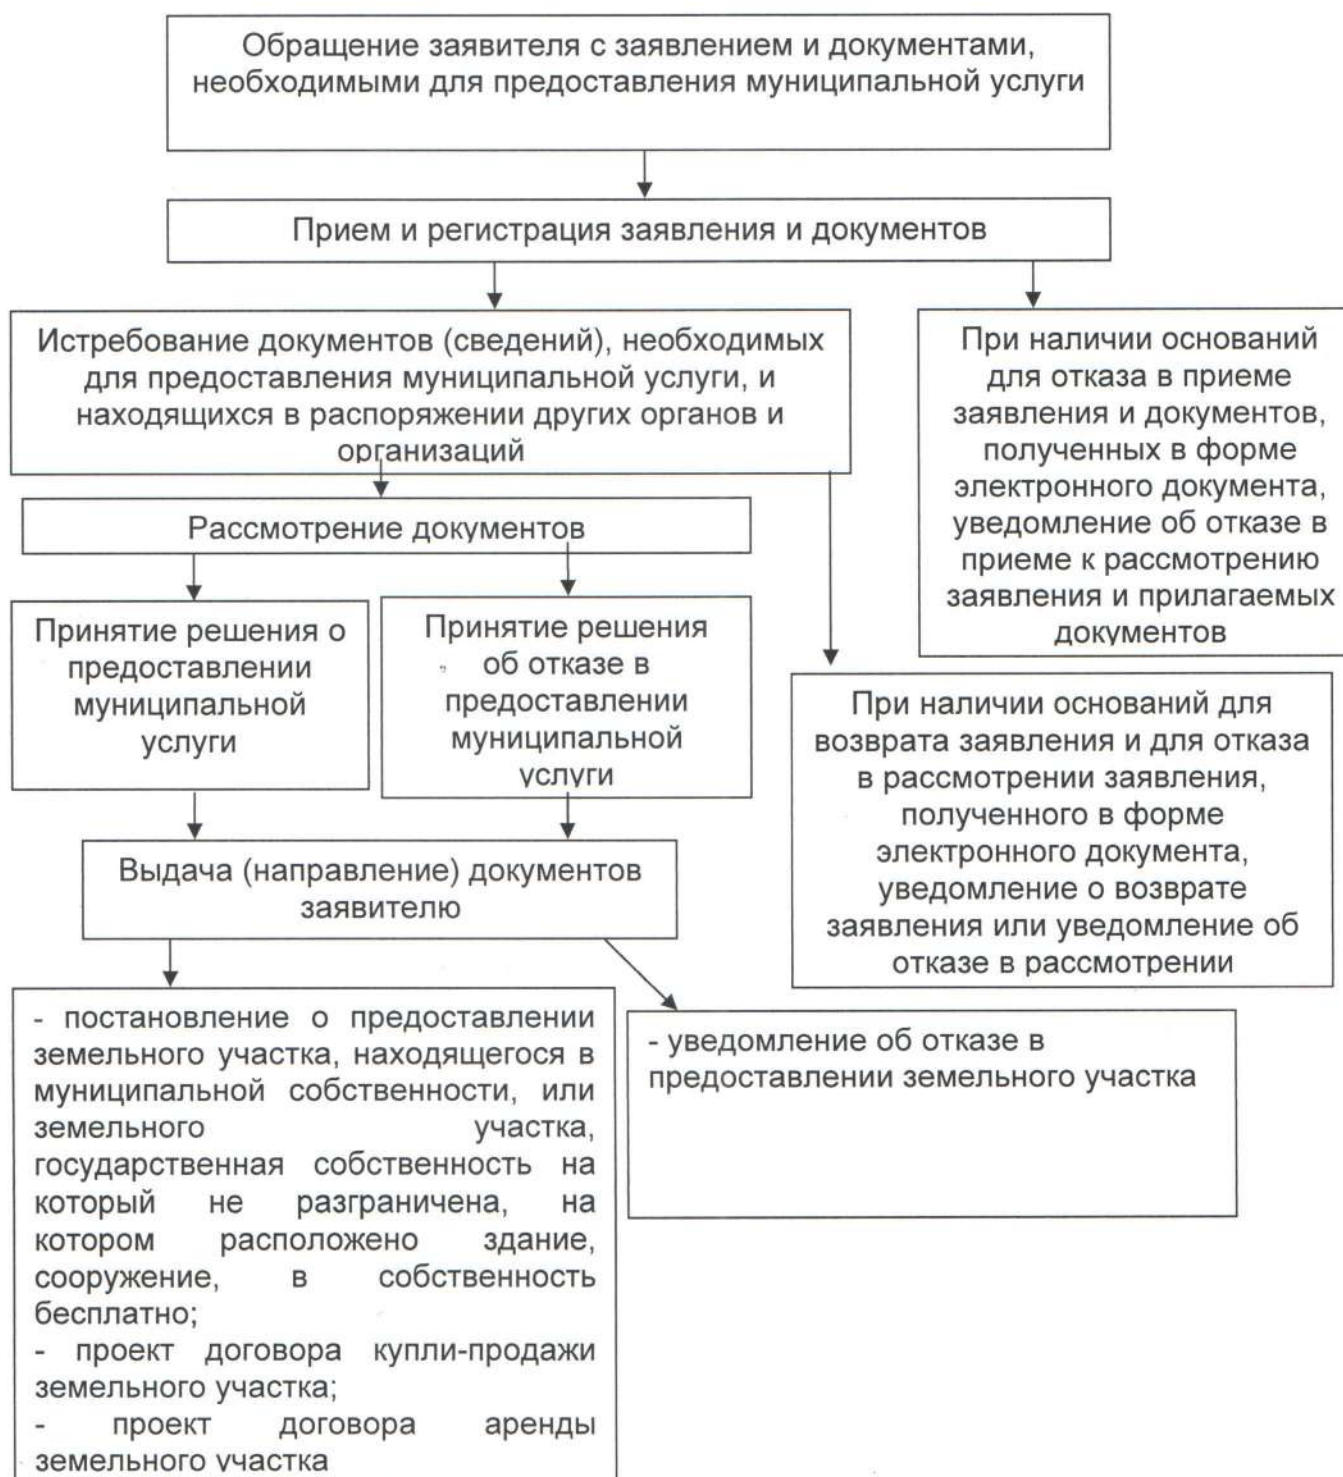 Обращение заявителя с заявлением и документами,
необходимыми для предоставления муниципальной услуги
Прием и регистрация заявления и документов
Истребование документов (сведений), необходимых
для предоставления муниципальной услуги, и
находящихся в распоряжении других органов и
организаций
При наличии оснований
для отказа в приеме
заявления и документов,
полученных в форме
электронного документа,
уведомление об отказе в
приеме к рассмотрению
заявления и прилагаемых
документов
Рассмотрение документов
Принятие решения о
предоставлении
муниципальной
услуги
Принятие решения
об отказе в
предоставлении
муниципальной
услуги
При наличии оснований для
возврата заявления и для отказа
в рассмотрении заявления,
полученного в форме
электронного документа,
уведомление о возврате
заявления или уведомление об
отказе в рассмотрении
Выдача (направление) документов
заявителю
- постановление о предоставлении
земельного участка, находящегося в
муниципальной собственности, или
земельного участка,
государственная собственность на
который не разграничена, на
котором расположено здание,
сооружение, в собственность
бесплатно;
- проект договора купли-продажи
земельного участка;
- проект договора аренды
земельного участка
- уведомление об отказе в
предоставлении земельного участка